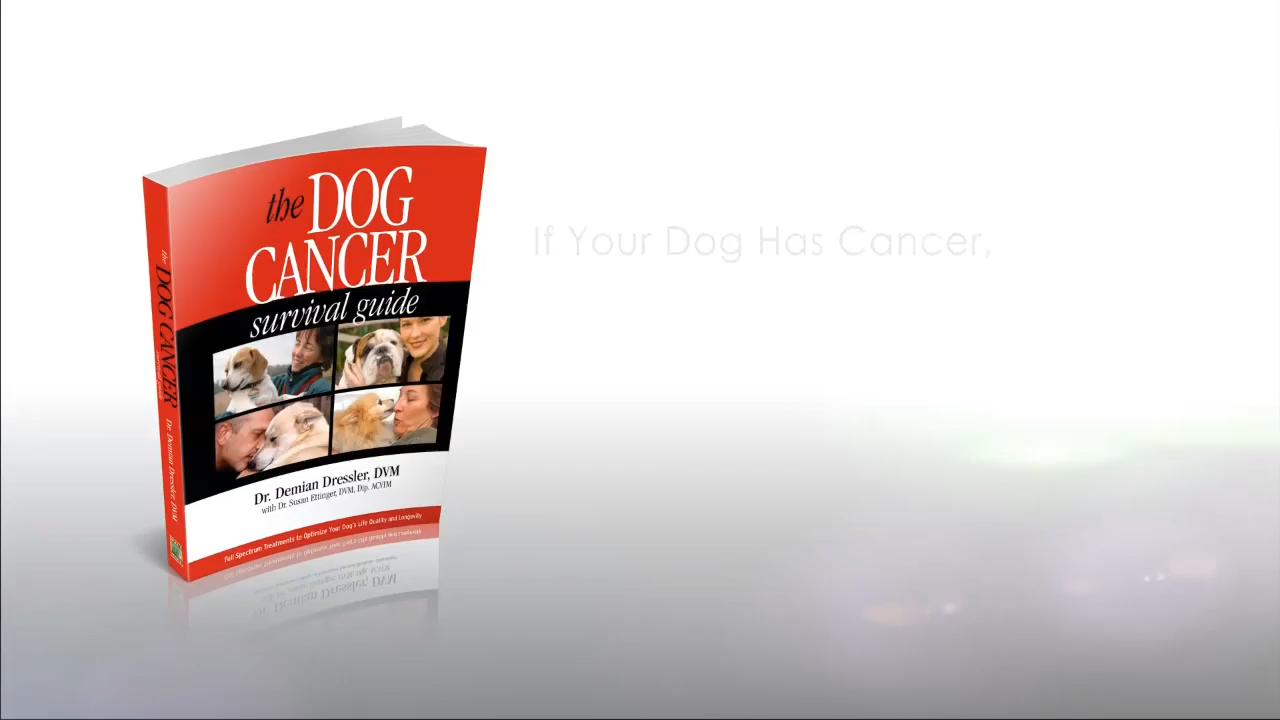 the DOG
CANCER
survival guide
Dr. Demian Dressler, DVM
with Dr. Susan Ettinger, DVM, Dip. ACVIM
Full Spectrum Treatments to Optimize Your Dog's Life Quality and Longevity
the DOG CANCER
Dr. Demian Dressler, DVM
If Your Dog Has Cancer,